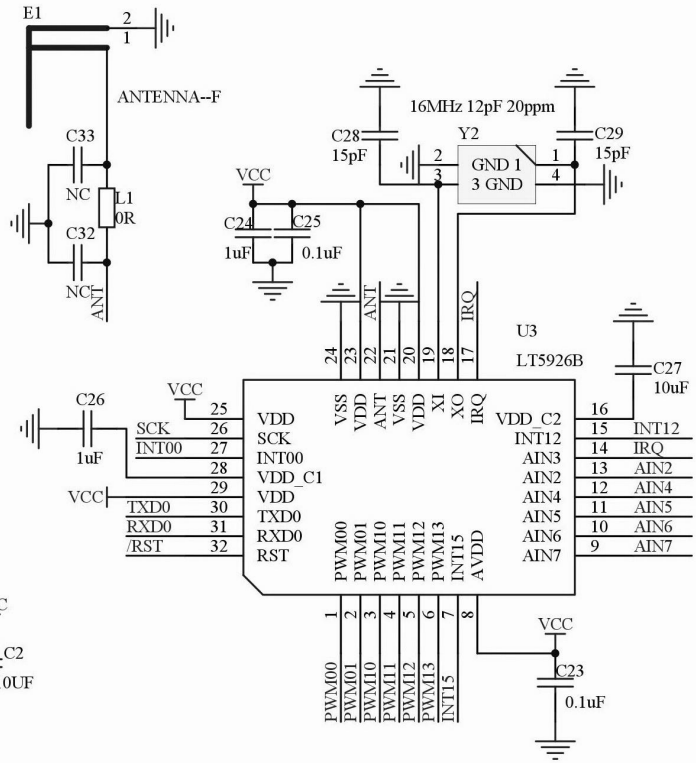 E1
2
1
ANTENNA--F
C33
NC
L1
0R
C32
NC
ANT
VCC
C24
1uF
C25
0.1uF
16MHz 12pF 20ppm
C28
15pF
Y2
C29
15pF
2
GND 1
1
3
3 GND
4
ANT
IRQ
24
23
22
21
20
19
18
17
U3
LT5926B
C27
10uF
VSS
VDD
ANT
VSS
VDD
XI
XO
IRQ
C26
1uF
VCC
25
VDD
SCK
26
SCK
INT00
27
INT00
28
VDD_C1
VCC
29
VDD
TXD0
30
TXD0
RXD0
31
RXD0
/RST
32
RST
VDD_C2
16
INT12
15
INT12
AIN3
14
IRQ
AIN2
13
AIN2
AIN4
12
AIN4
AIN5
11
AIN5
AIN6
10
AIN6
AIN7
9
AIN7
PWM00
PWM01
PWM10
PWM11
PWM12
PWM13
INT15
AVDD
1
2
3
4
5
6
7
8
PWM00
PWM01
PWM10
PWM11
PWM12
PWM13
INT15
VCC
C23
0.1uF
C
C2
0UF